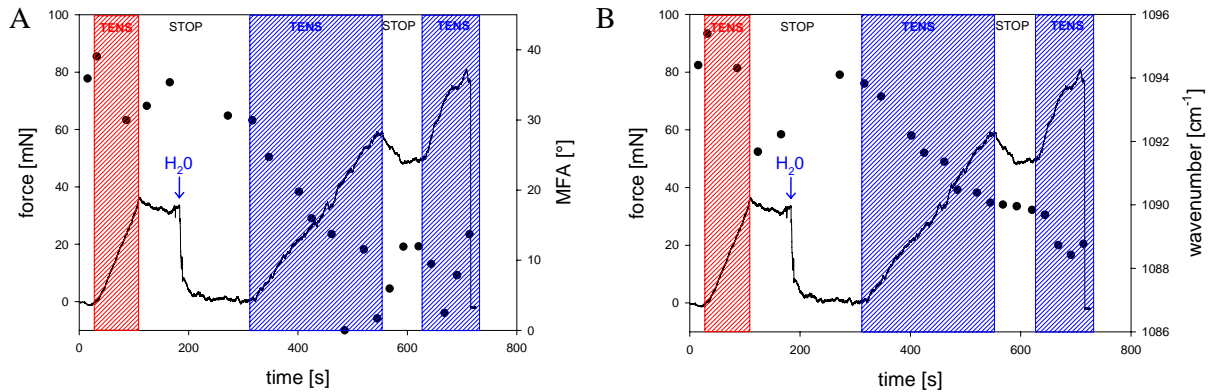 A
TENS STOP TENS STOP TENS
100
80
60
40
20
0
force [mN]
H20
40
30
20
10
0
MFA [°]
0 200 400 600 800
time [s]
B
TENS STOP TENS STOP TENS
100
80
60
40
20
0
force [mN]
H20
1096
1094
1092
1090
1088
1086
wavenumber [cm-1]
0 200 400 600 800
time [s]